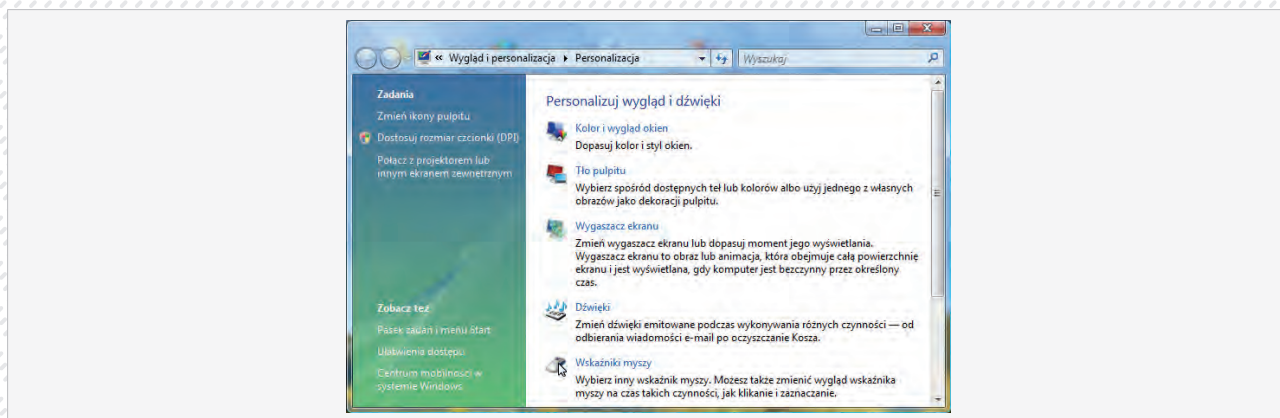 « Wygląd i personalizacja ▸ Personalizacja
Wyszukaj
Zadania
Zmień ikony pulpitu
Dostosuj rozmiar czcionki (DPI)
Połącz z projektorem lub
innym ekranem zewnętrznym
Zobacz też
Pasek zadań i menu Start
Ułatwienia dostępu
Centrum mobilności w
systemie Windows
Personalizuj wygląd i dźwięki
Kolor i wygląd okien
Dopasuj kolor i styl okien.
Tło pulpitu
Wybierz spośród dostępnych teł lub kolorów albo użyj jednego z własnych
obrazów jako dekoracji pulpitu.
Wygaszacz ekranu
Zmień wygaszacz ekranu lub dopasuj moment jego wyświetlania.
Wygaszacz ekranu to obraz lub animacja, która obejmuje całą powierzchnię
ekranu i jest wyświetlana, gdy komputer jest bezczynny przez określony
czas.
Dźwięki
Zmień dźwięki emitowane podczas wykonywania różnych czynności — od
odbierania wiadomości e-mail po oczyszczanie Kosza.
Wskaźniki myszy
Wybierz inny wskaźnik myszy. Możesz także zmienić wygląd wskaźnika
myszy na czas takich czynności, jak klikanie i zaznaczanie.